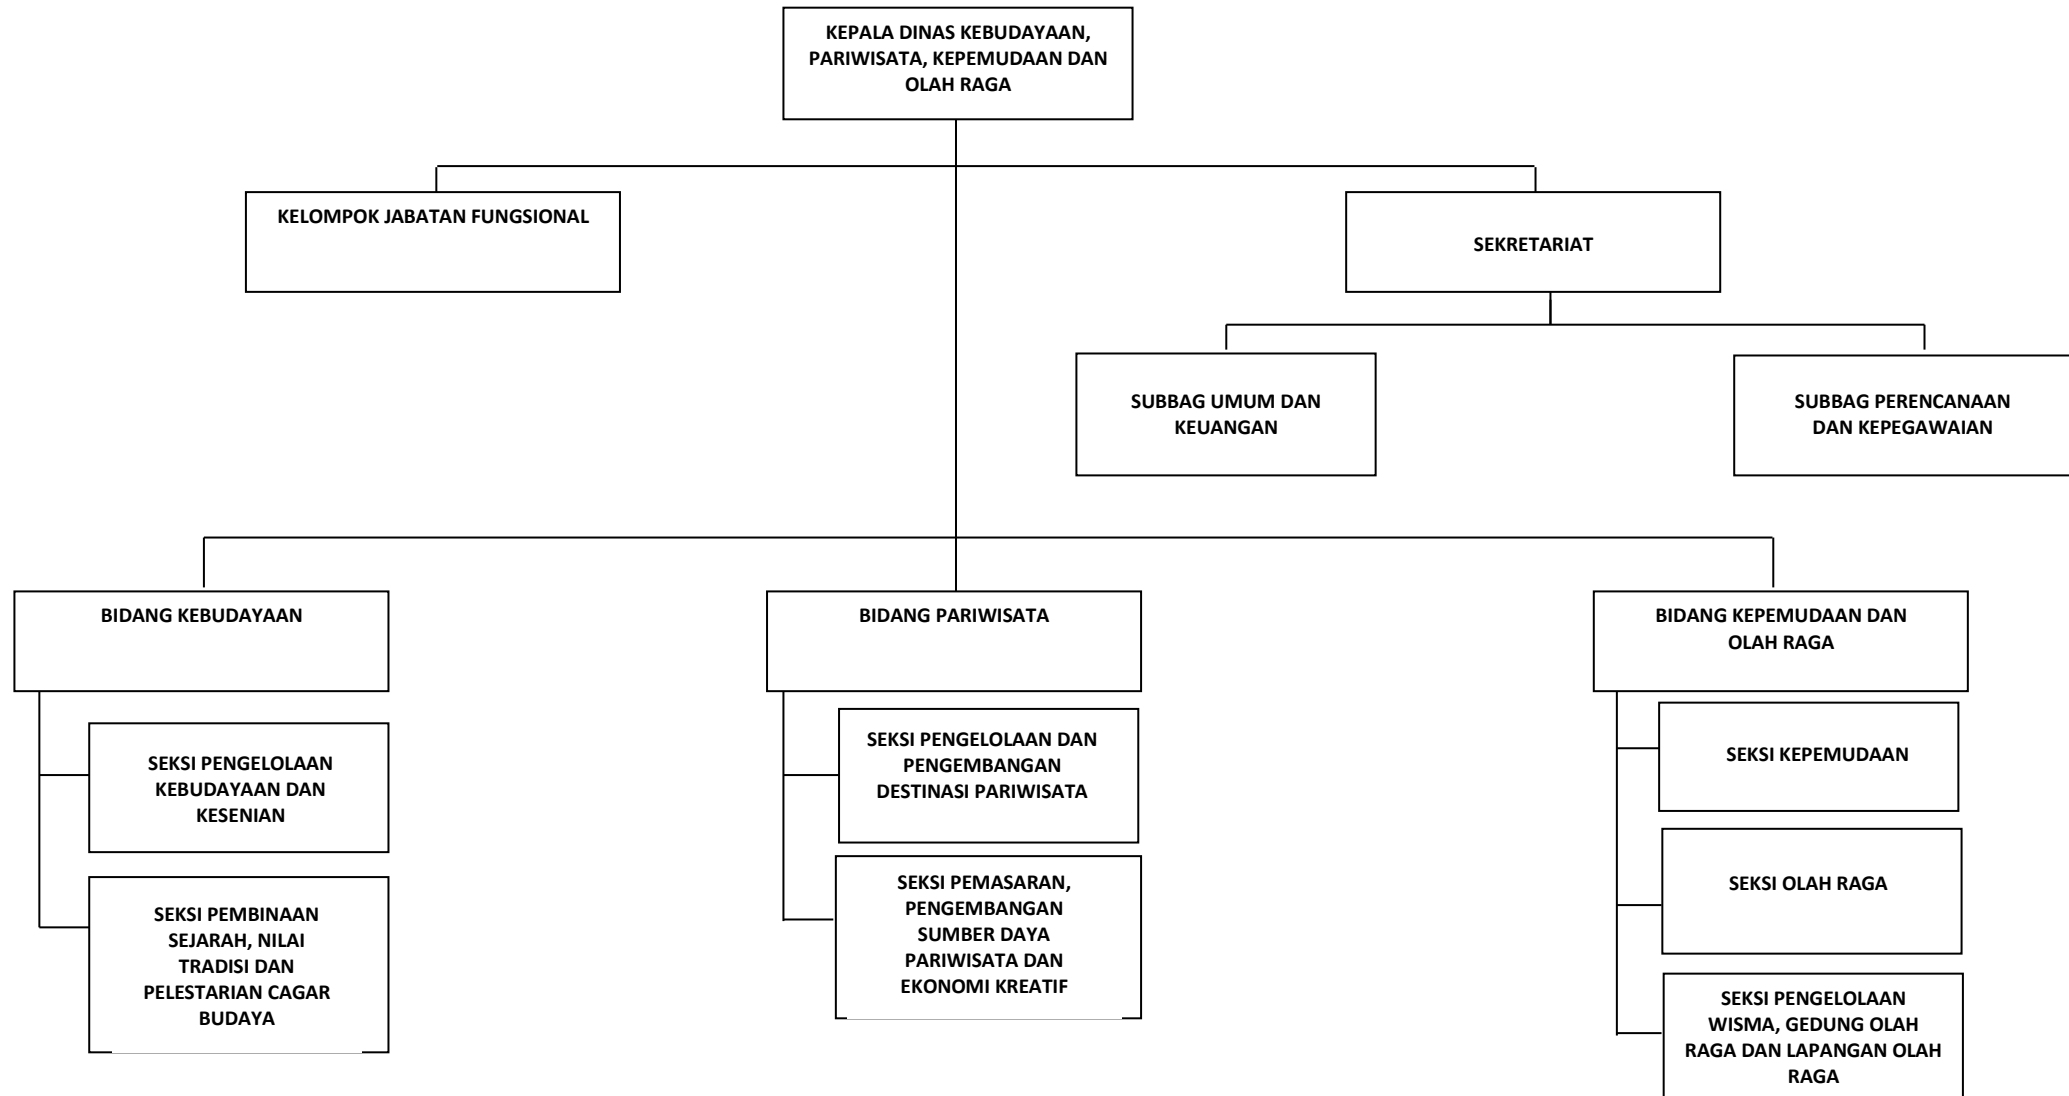 KEPALA DINAS KEBUDAYAAN,
PARIWISATA, KEPEMUDAAN DAN
OLAH RAGA
KELOMPOK JABATAN FUNGSIONAL
SEKRETARIAT
SUBBAG UMUM DAN
KEUANGAN
SUBBAG PERENCANAAN
DAN KEPEGAWAIAN
BIDANG KEBUDAYAAN
SEKSI PENGELOLAAN
KEBUDAYAAN DAN
KESENIAN
SEKSI PEMBINAAN
SEJARAH, NILAI
TRADISI DAN
PELESTARIAN CAGAR
BUDAYA
BIDANG PARIWISATA
SEKSI PENGELOLAAN DAN
PENGEMBANGAN
DESTINASI PARIWISATA
SEKSI PEMASARAN,
PENGEMBANGAN
SUMBER DAYA
PARIWISATA DAN
EKONOMI KREATIF
BIDANG KEPEMUDAAN DAN
OLAH RAGA
SEKSI KEPEMUDAAN
SEKSI OLAH RAGA
SEKSI PENGELOLAAN
WISMA, GEDUNG OLAH
RAGA DAN LAPANGAN OLAH
RAGA